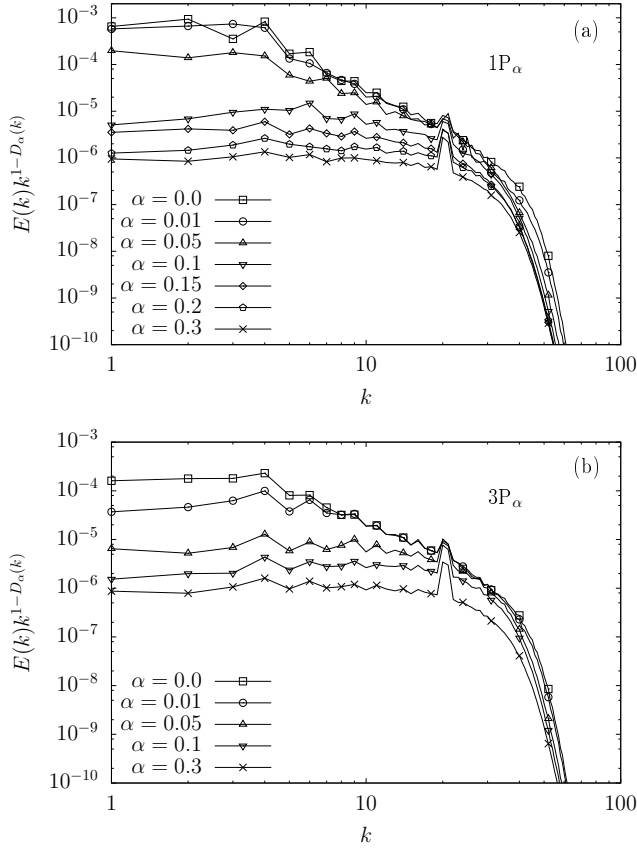 10⁻³
10⁻⁴
10⁻⁵
10⁻⁶
10⁻⁷
10⁻⁸
10⁻⁹
10⁻¹⁰
E(k)k^{1−D_α(k)}
(a)
1P_α
α = 0.0
α = 0.01
α = 0.05
α = 0.1
α = 0.15
α = 0.2
α = 0.3
1 10 100
k
10⁻³
10⁻⁴
10⁻⁵
10⁻⁶
10⁻⁷
10⁻⁸
10⁻⁹
10⁻¹⁰
E(k)k^{1−D_α(k)}
(b)
3P_α
α = 0.0
α = 0.01
α = 0.05
α = 0.1
α = 0.3
1 10 100
k